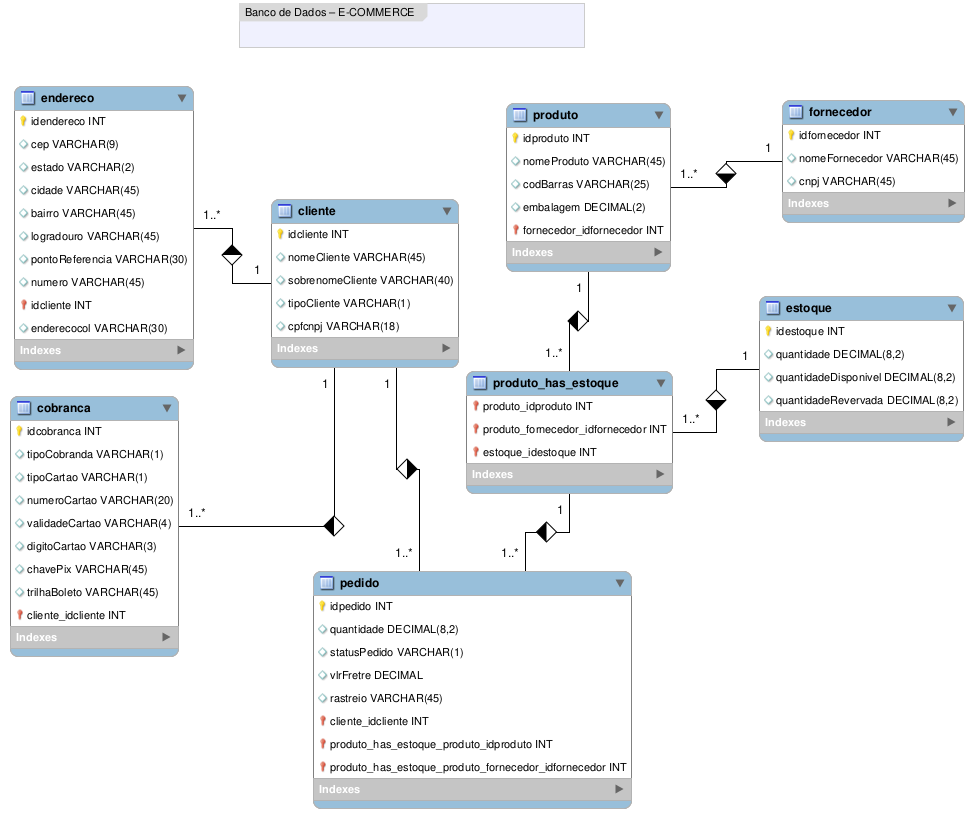 Banco de Dados – E-COMMERCE
endereco
idendereco INT
cep VARCHAR(9)
estado VARCHAR(2)
cidade VARCHAR(45)
bairro VARCHAR(45)
logradouro VARCHAR(45)
pontoReferencia VARCHAR(30)
numero VARCHAR(45)
idcliente INT
enderecocol VARCHAR(30)
Indexes
1..*
1
cliente
idcliente INT
nomeCliente VARCHAR(45)
sobrenomeCliente VARCHAR(40)
tipoCliente VARCHAR(1)
cpfcnpj VARCHAR(18)
Indexes
1
1
produto
idproduto INT
nomeProduto VARCHAR(45)
codBarras VARCHAR(25)
embalagem DECIMAL(2)
fornecedor_idfornecedor INT
Indexes
1..*
1
fornecedor
idfornecedor INT
nomeFornecedor VARCHAR(45)
cnpj VARCHAR(45)
Indexes
1
1..*
produto_has_estoque
produto_idproduto INT
produto_fornecedor_idfornecedor INT
estoque_idestoque INT
Indexes
1..*
1
estoque
idestoque INT
quantidade DECIMAL(8,2)
quantidadeDisponivel DECIMAL(8,2)
quantidadeRevervada DECIMAL(8,2)
Indexes
cobranca
idcobranca INT
tipoCobranda VARCHAR(1)
tipoCartao VARCHAR(1)
numeroCartao VARCHAR(20)
validadeCartao VARCHAR(4)
digitoCartao VARCHAR(3)
chavePix VARCHAR(45)
trilhaBoleto VARCHAR(45)
cliente_idcliente INT
Indexes
1..*
1
1..*
1..*
pedido
idpedido INT
quantidade DECIMAL(8,2)
statusPedido VARCHAR(1)
vlrFretre DECIMAL
rastreio VARCHAR(45)
cliente_idcliente INT
produto_has_estoque_produto_idproduto INT
produto_has_estoque_produto_fornecedor_idfornecedor INT
Indexes